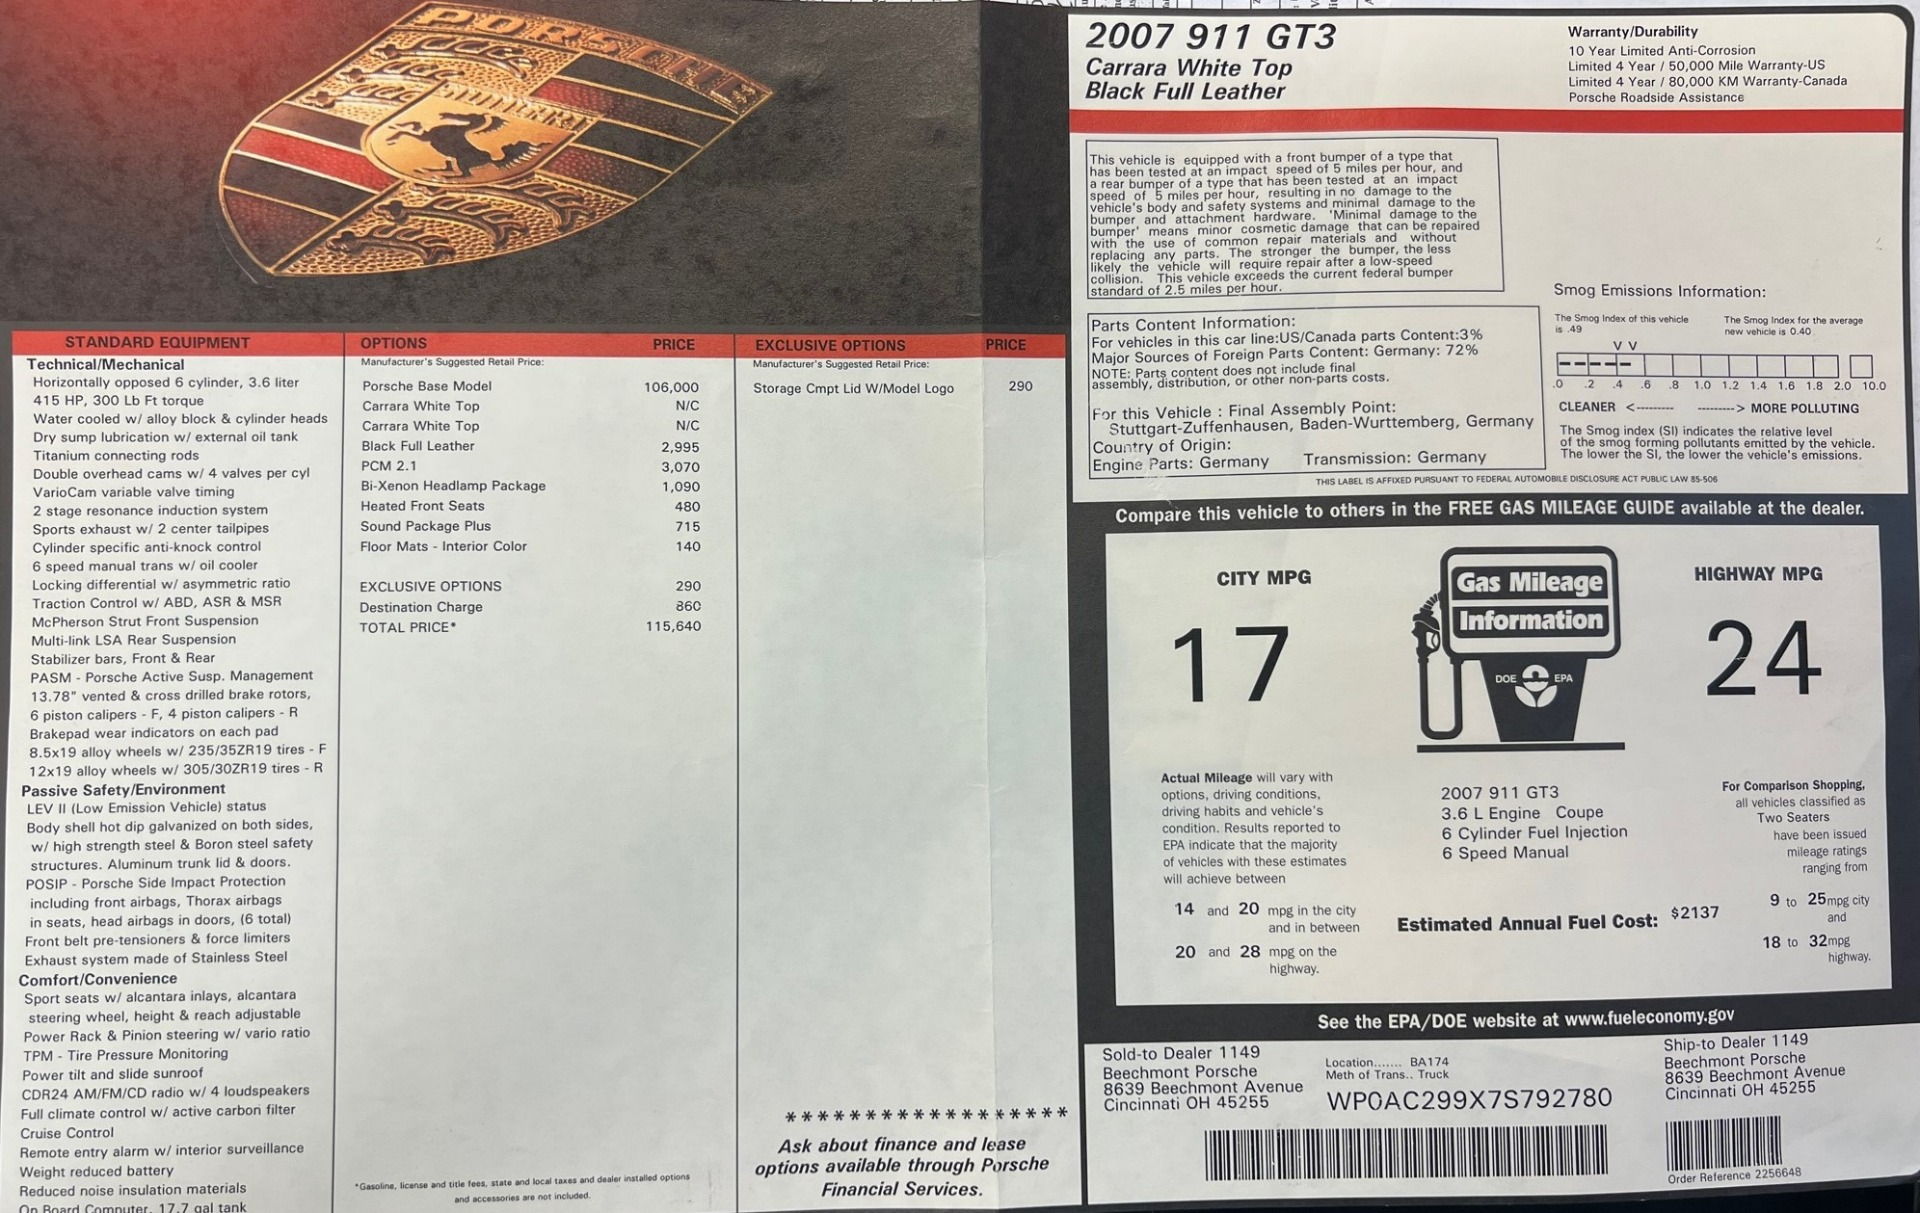 PORSCHE
STANDARD EQUIPMENT
Technical/Mechanical
Horizontally opposed 6 cylinder, 3.6 liter
415 HP, 300 Lb Ft torque
Water cooled w/ alloy block & cylinder heads
Dry sump lubrication w/ external oil tank
Titanium connecting rods
Double overhead cams w/ 4 valves per cyl
VarioCam variable valve timing
2 stage resonance induction system
Sports exhaust w/ 2 center tailpipes
Cylinder specific anti-knock control
6 speed manual trans w/ oil cooler
Locking differential w/ asymmetric ratio
Traction Control w/ ABD, ASR & MSR
McPherson Strut Front Suspension
Multi-link LSA Rear Suspension
Stabilizer bars, Front & Rear
PASM - Porsche Active Susp. Management
13.78" vented & cross drilled brake rotors,
6 piston calipers - F, 4 piston calipers - R
Brakepad wear indicators on each pad
8.5x19 alloy wheels w/ 235/35ZR19 tires - F
12x19 alloy wheels w/ 305/30ZR19 tires - R
Passive Safety/Environment
LEV II (Low Emission Vehicle) status
Body shell hot dip galvanized on both sides,
w/ high strength steel & Boron steel safety
structures. Aluminum trunk lid & doors.
POSIP - Porsche Side Impact Protection
including front airbags, Thorax airbags
in seats, head airbags in doors, (6 total)
Front belt pre-tensioners & force limiters
Exhaust system made of Stainless Steel
Comfort/Convenience
Sport seats w/ alcantara inlays, alcantara
steering wheel, height & reach adjustable
Power Rack & Pinion steering w/ vario ratio
TPM - Tire Pressure Monitoring
Power tilt and slide sunroof
CDR24 AM/FM/CD radio w/ 4 loudspeakers
Full climate control w/ active carbon filter
Cruise Control
Remote entry alarm w/ interior surveillance
Weight reduced battery
Reduced noise insulation materials
On Board Computer, 17.7 gal tank
OPTIONS PRICE
Manufacturer's Suggested Retail Price:
Porsche Base Model 106,000
Carrara White Top N/C
Carrara White Top N/C
Black Full Leather 2,995
PCM 2.1 3,070
Bi-Xenon Headlamp Package 1,090
Heated Front Seats 480
Sound Package Plus 715
Floor Mats - Interior Color 140
EXCLUSIVE OPTIONS 290
Destination Charge 860
TOTAL PRICE* 115,640
*Gasoline, license and title fees, state and local taxes and dealer installed options
and accessories are not included.
EXCLUSIVE OPTIONS PRICE
Manufacturer's Suggested Retail Price:
Storage Cmpt Lid W/Model Logo 290
******************
Ask about finance and lease
options available through Porsche
Financial Services.
2007 911 GT3
Carrara White Top
Black Full Leather
Warranty/Durability
10 Year Limited Anti-Corrosion
Limited 4 Year / 50,000 Mile Warranty-US
Limited 4 Year / 80,000 KM Warranty-Canada
Porsche Roadside Assistance
This vehicle is equipped with a front bumper of a type that
has been tested at an impact speed of 5 miles per hour, and
a rear bumper of a type that has been tested at an impact
speed of 5 miles per hour, resulting in no damage to the
vehicle's body and safety systems and minimal damage to the
bumper and attachment hardware. 'Minimal damage to the
bumper' means minor cosmetic damage that can be repaired
with the use of common repair materials and without
replacing any parts. The stronger the bumper, the less
likely the vehicle will require repair after a low-speed
collision. This vehicle exceeds the current federal bumper
standard of 2.5 miles per hour.
Parts Content Information:
For vehicles in this car line:US/Canada parts Content:3%
Major Sources of Foreign Parts Content: Germany: 72%
NOTE: Parts content does not include final
assembly, distribution, or other non-parts costs.
For this Vehicle : Final Assembly Point:
Stuttgart-Zuffenhausen, Baden-Wurttemberg, Germany
Country of Origin:
Engine Parts: Germany Transmission: Germany
Smog Emissions Information:
The Smog Index of this vehicle
is .49
The Smog Index for the average
new vehicle is 0.40
V V
.0 .2 .4 .6 .8 1.0 1.2 1.4 1.6 1.8 2.0 10.0
CLEANER <--------- ---------> MORE POLLUTING
The Smog index (SI) indicates the relative level
of the smog forming pollutants emitted by the vehicle.
The lower the SI, the lower the vehicle's emissions.
THIS LABEL IS AFFIXED PURSUANT TO FEDERAL AUTOMOBILE DISCLOSURE ACT PUBLIC LAW 85-506
Compare this vehicle to others in the FREE GAS MILEAGE GUIDE available at the dealer.
CITY MPG
17
Gas Mileage
Information
DOE EPA
HIGHWAY MPG
24
Actual Mileage will vary with
options, driving conditions,
driving habits and vehicle's
condition. Results reported to
EPA indicate that the majority
of vehicles with these estimates
will achieve between
14 and 20 mpg in the city
and in between
20 and 28 mpg on the
highway.
2007 911 GT3
3.6 L Engine Coupe
6 Cylinder Fuel Injection
6 Speed Manual
Estimated Annual Fuel Cost: $2137
For Comparison Shopping,
all vehicles classified as
Two Seaters
have been issued
mileage ratings
ranging from
9 to 25 mpg city
and
18 to 32 mpg
highway.
See the EPA/DOE website at www.fueleconomy.gov
Sold-to Dealer 1149
Beechmont Porsche
8639 Beechmont Avenue
Cincinnati OH 45255
Location....... BA174
Meth of Trans.. Truck
WP0AC299X7S792780
Ship-to Dealer 1149
Beechmont Porsche
8639 Beechmont Avenue
Cincinnati OH 45255
Order Reference 2256648